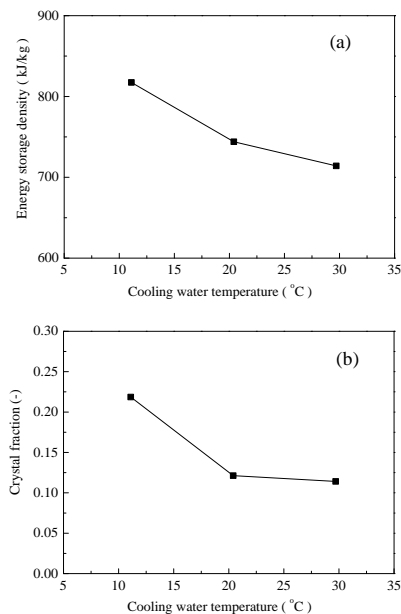 900
(a)
800
700
600
Energy storage density ( kJ/kg )
5 10 15 20 25 30 35
Cooling water temperature ( °C )
0.30
(b)
0.25
0.20
0.15
0.10
0.05
0.00
Crystal fraction (-)
5 10 15 20 25 30 35
Cooling water temperature ( °C )